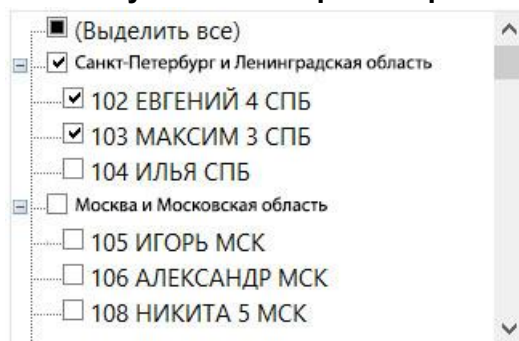 (Выделить все)
Санкт-Петербург и Ленинградская область
102 ЕВГЕНИЙ 4 СПБ
103 МАКСИМ 3 СПБ
104 ИЛЬЯ СПБ
Москва и Московская область
105 ИГОРЬ МСК
106 АЛЕКСАНДР МСК
108 НИКИТА 5 МСК